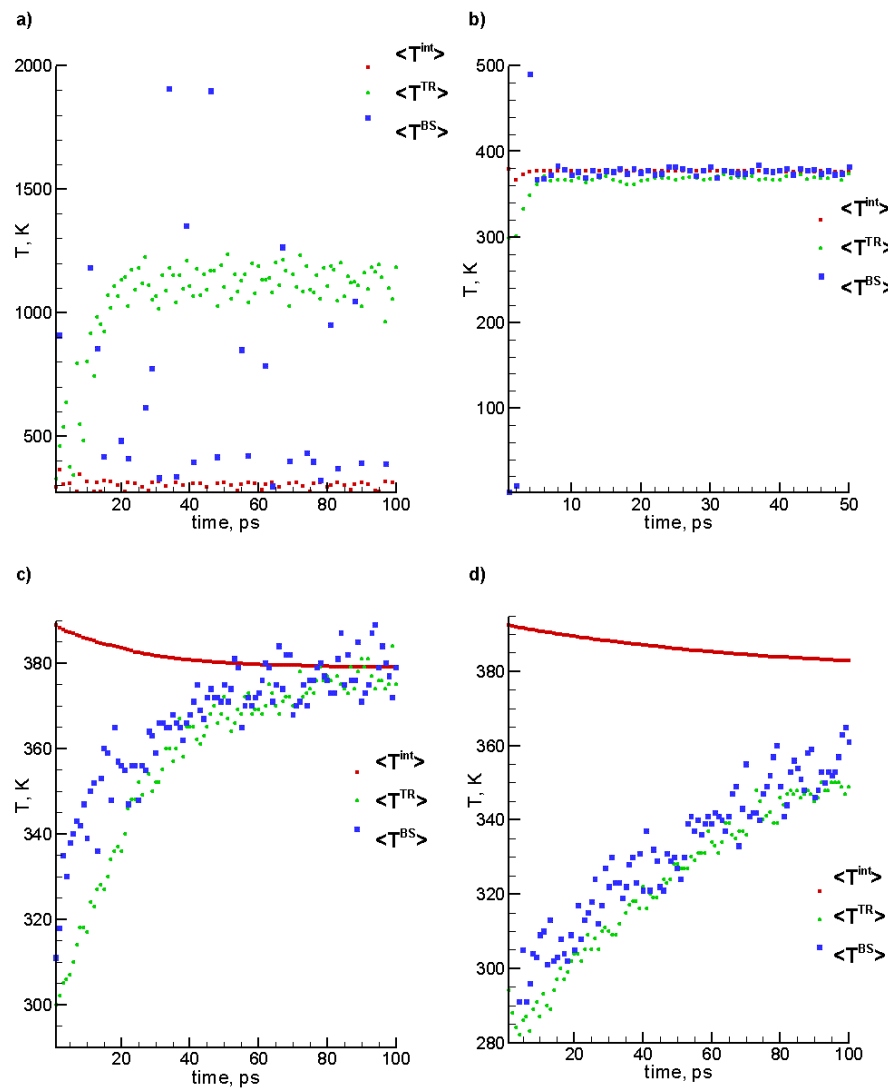 a)
2000
1500
1000
500
T, K
20
40
60
80
100
time, ps
<T^int>
<T^TR>
<T^BS>
b)
500
400
300
200
100
T, K
10
20
30
40
50
time, ps
<T^int>
<T^TR>
<T^BS>
c)
380
360
340
320
300
T, K
20
40
60
80
100
time, ps
<T^int>
<T^TR>
<T^BS>
d)
380
360
340
320
300
280
T, K
20
40
60
80
100
time, ps
<T^int>
<T^TR>
<T^BS>